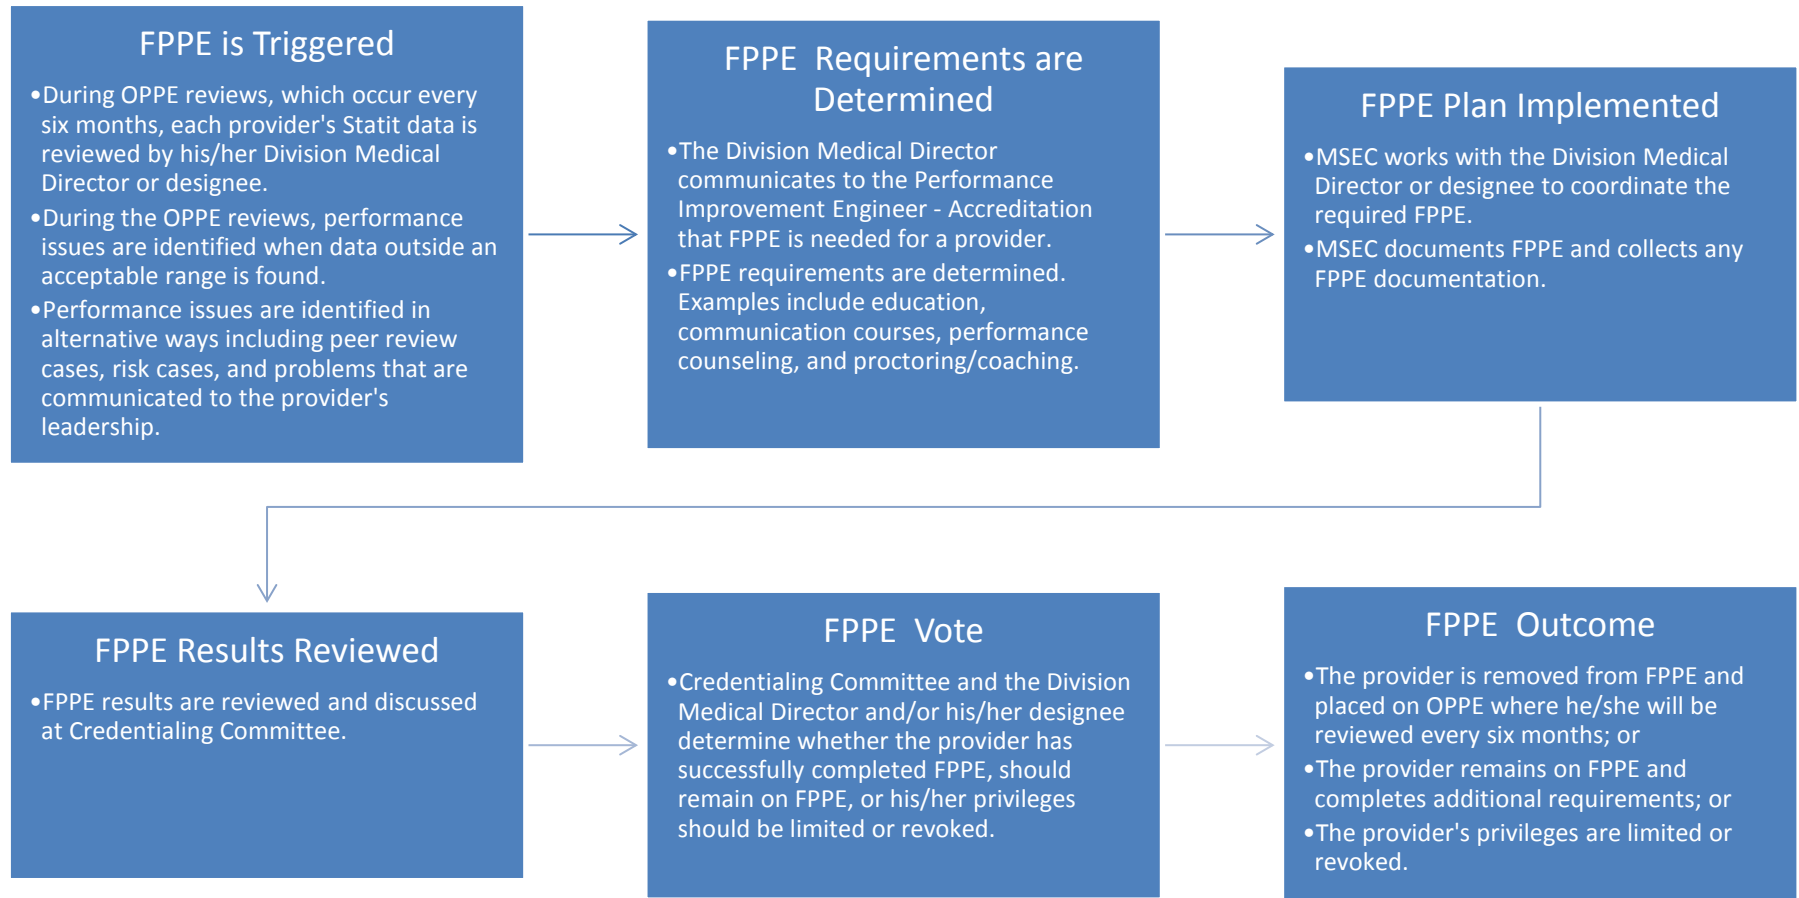 FPPE is Triggered
•During OPPE reviews, which occur every
six months, each provider's Statit data is
reviewed by his/her Division Medical
Director or designee.
•During the OPPE reviews, performance
issues are identified when data outside an
acceptable range is found.
•Performance issues are identified in
alternative ways including peer review
cases, risk cases, and problems that are
communicated to the provider's
leadership.
FPPE  Requirements are
Determined
•The Division Medical Director
communicates to the Performance
Improvement Engineer - Accreditation
that FPPE is needed for a provider.
•FPPE requirements are determined.
Examples include education,
communication courses, performance
counseling, and proctoring/coaching.
FPPE Plan Implemented
•MSEC works with the Division Medical
Director or designee to coordinate the
required FPPE.
•MSEC documents FPPE and collects any
FPPE documentation.
FPPE Results Reviewed
•FPPE results are reviewed and discussed
at Credentialing Committee.
FPPE  Vote
•Credentialing Committee and the Division
Medical Director and/or his/her designee
determine whether the provider has
successfully completed FPPE, should
remain on FPPE, or his/her privileges
should be limited or revoked.
FPPE  Outcome
•The provider is removed from FPPE and
placed on OPPE where he/she will be
reviewed every six months; or
•The provider remains on FPPE and
completes additional requirements; or
•The provider's privileges are limited or
revoked.